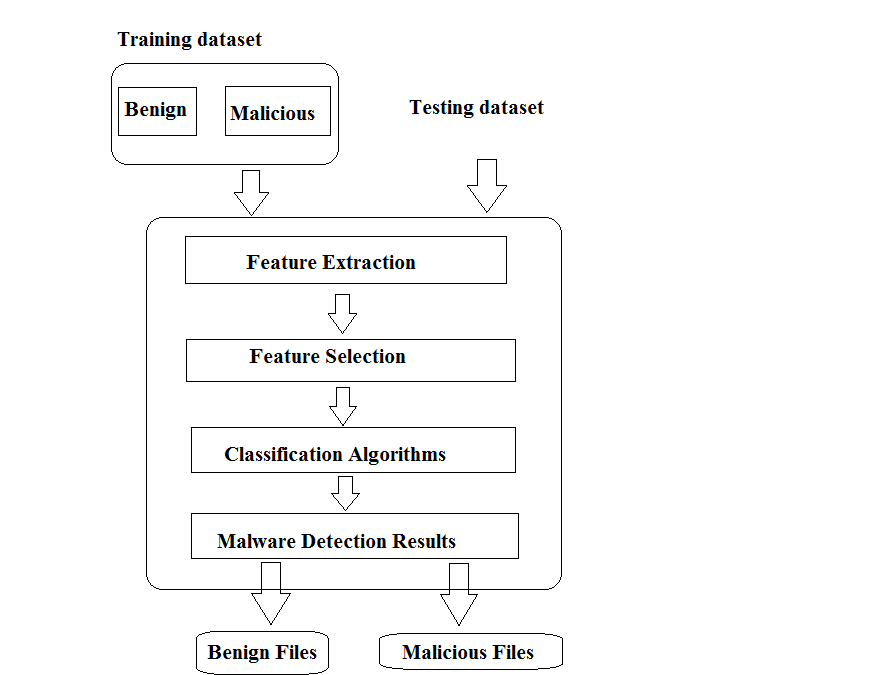 Training dataset
Benign
Malicious
Testing dataset
Feature Extraction
Feature Selection
Classification Algorithms
Malware Detection Results
Benign Files
Malicious Files